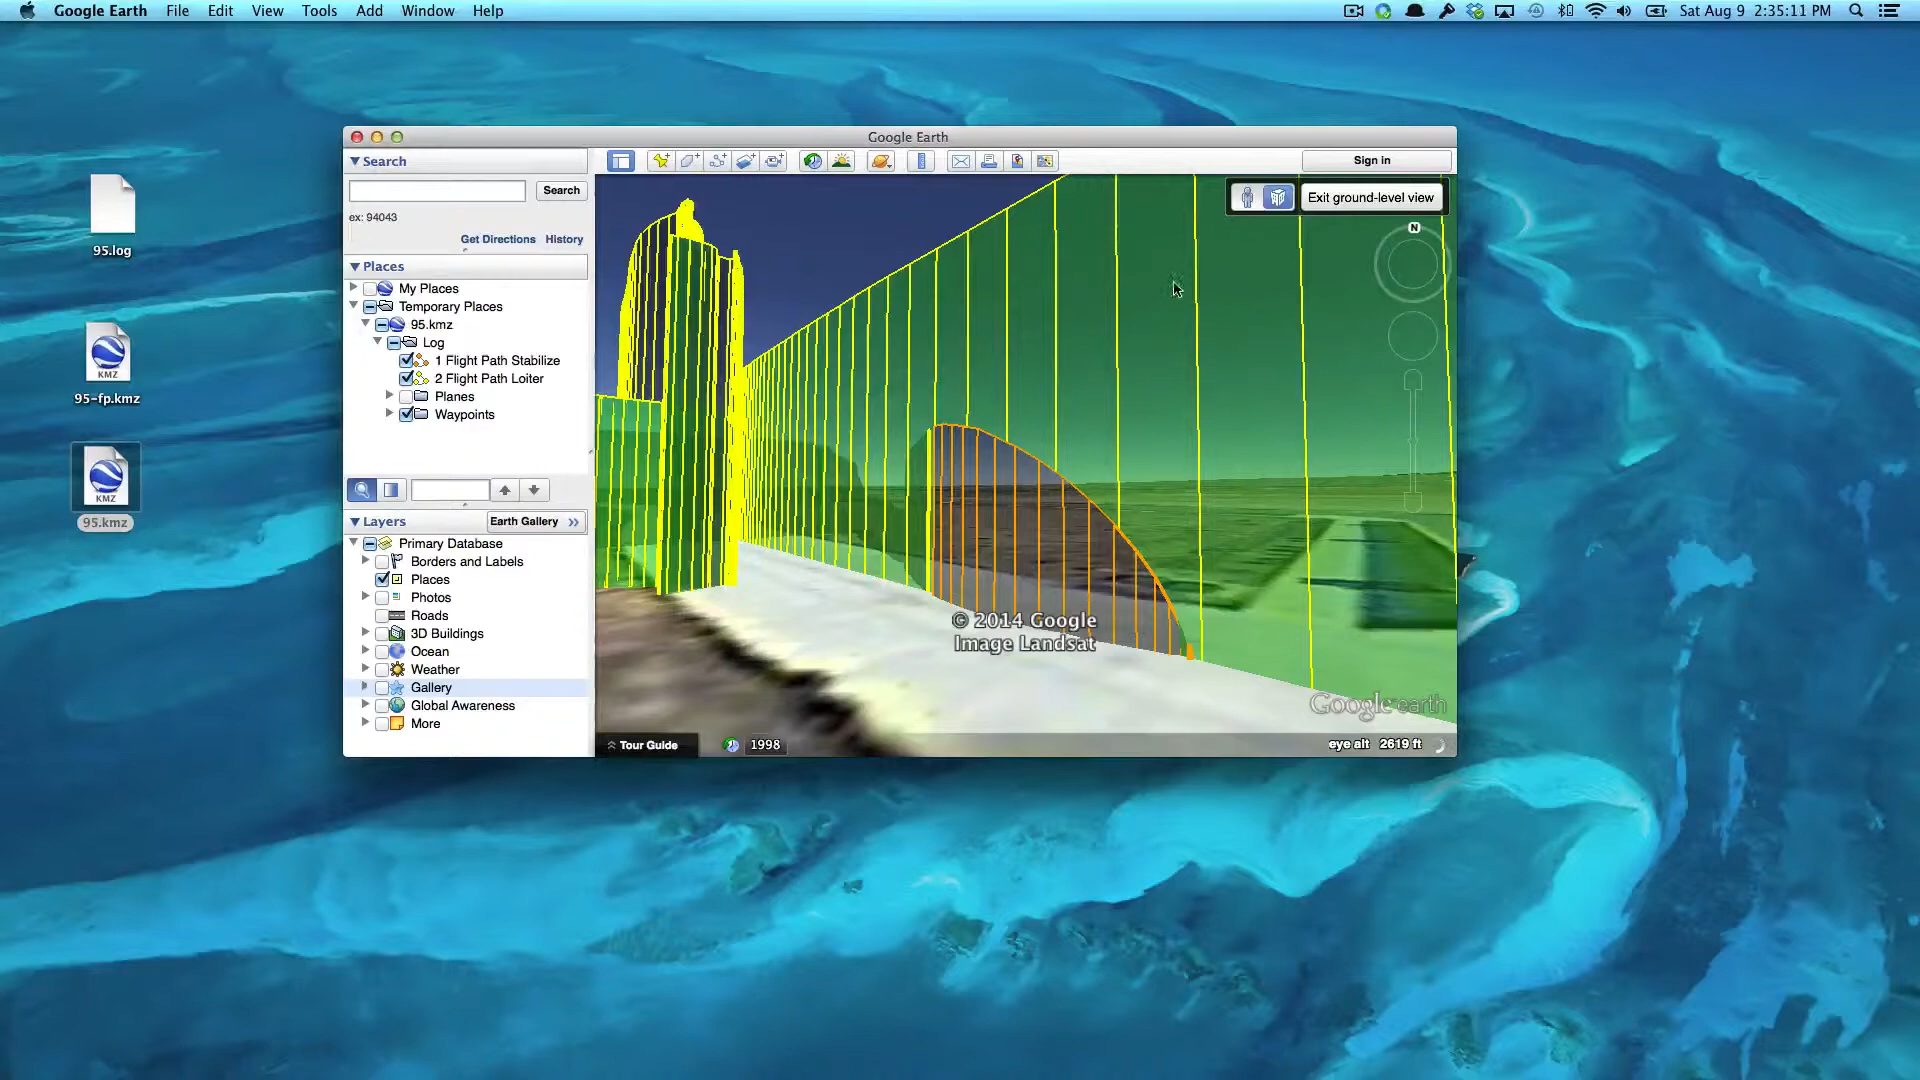 Google Earth File Edit View Tools Add Window Help
Sat Aug 9 2:35:11 PM
95.log
KMZ
95-fp.kmz
KMZ
95.kmz
Google Earth
Search
Sign in
Search
ex: 94043
Get Directions History
Places
My Places
Temporary Places
95.kmz
Log
1 Flight Path Stabilize
2 Flight Path Loiter
Planes
Waypoints
Layers Earth Gallery >>
Primary Database
Borders and Labels
Places
Photos
Roads
3D Buildings
Ocean
Weather
Gallery
Global Awareness
More
Exit ground-level view
N
© 2014 Google
Image Landsat
Google earth
Tour Guide 1998 eye alt 2619 ft